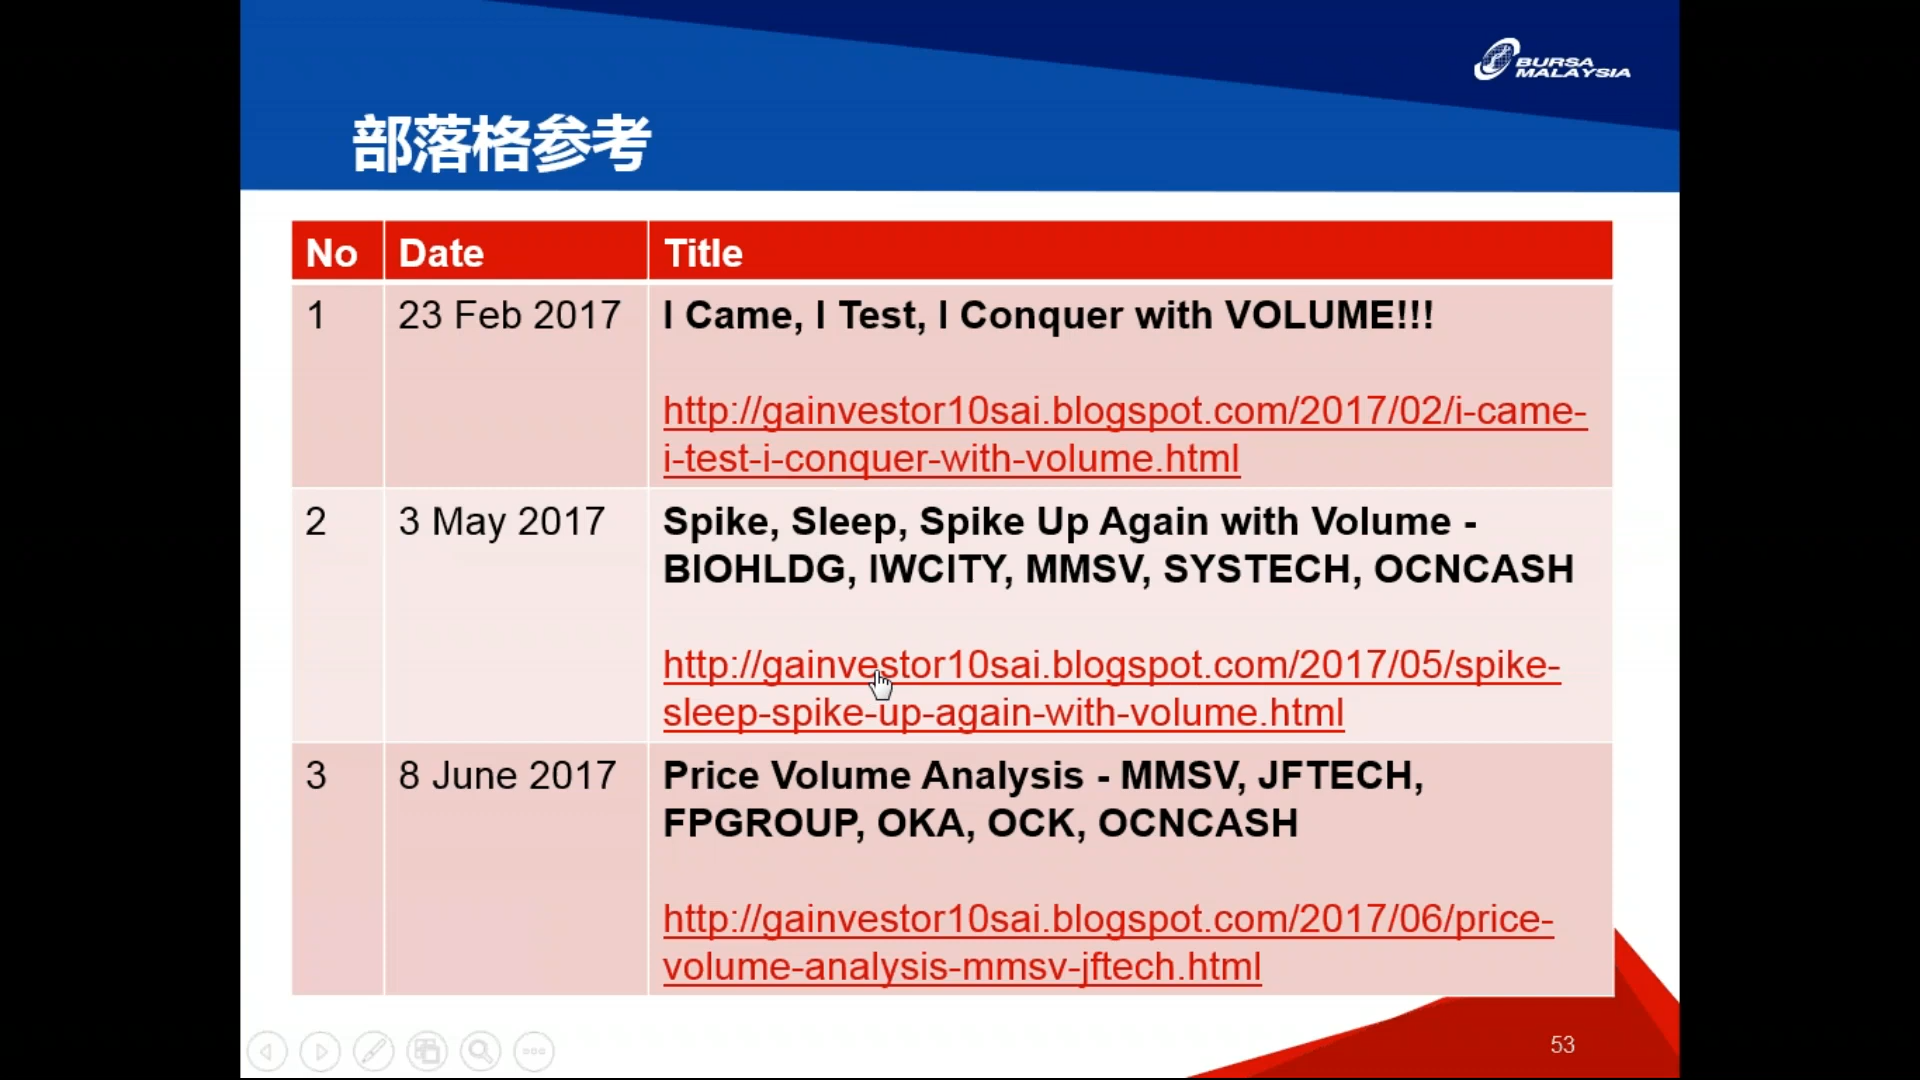 BURSA
MALAYSIA
部落格参考
No Date Title
1 23 Feb 2017 I Came, I Test, I Conquer with VOLUME!!!
http://gainvestor10sai.blogspot.com/2017/02/i-came-
i-test-i-conquer-with-volume.html
2 3 May 2017 Spike, Sleep, Spike Up Again with Volume -
BIOHLDG, IWCITY, MMSV, SYSTECH, OCNCASH
http://gainvestor10sai.blogspot.com/2017/05/spike-
sleep-spike-up-again-with-volume.html
3 8 June 2017 Price Volume Analysis - MMSV, JFTECH,
FPGROUP, OKA, OCK, OCNCASH
http://gainvestor10sai.blogspot.com/2017/06/price-
volume-analysis-mmsv-jftech.html
53